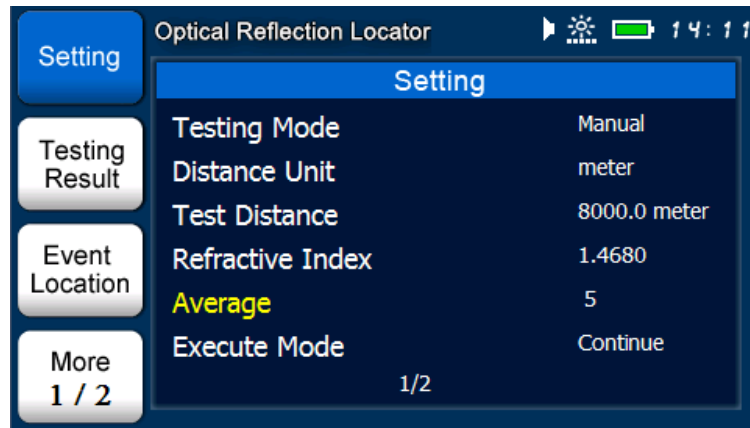 Optical Reflection Locator 14:11
Setting
Testing
Result
Event
Location
More
1 / 2
Setting
Testing Mode Manual
Distance Unit meter
Test Distance 8000.0 meter
Refractive Index 1.4680
Average 5
Execute Mode Continue
1/2